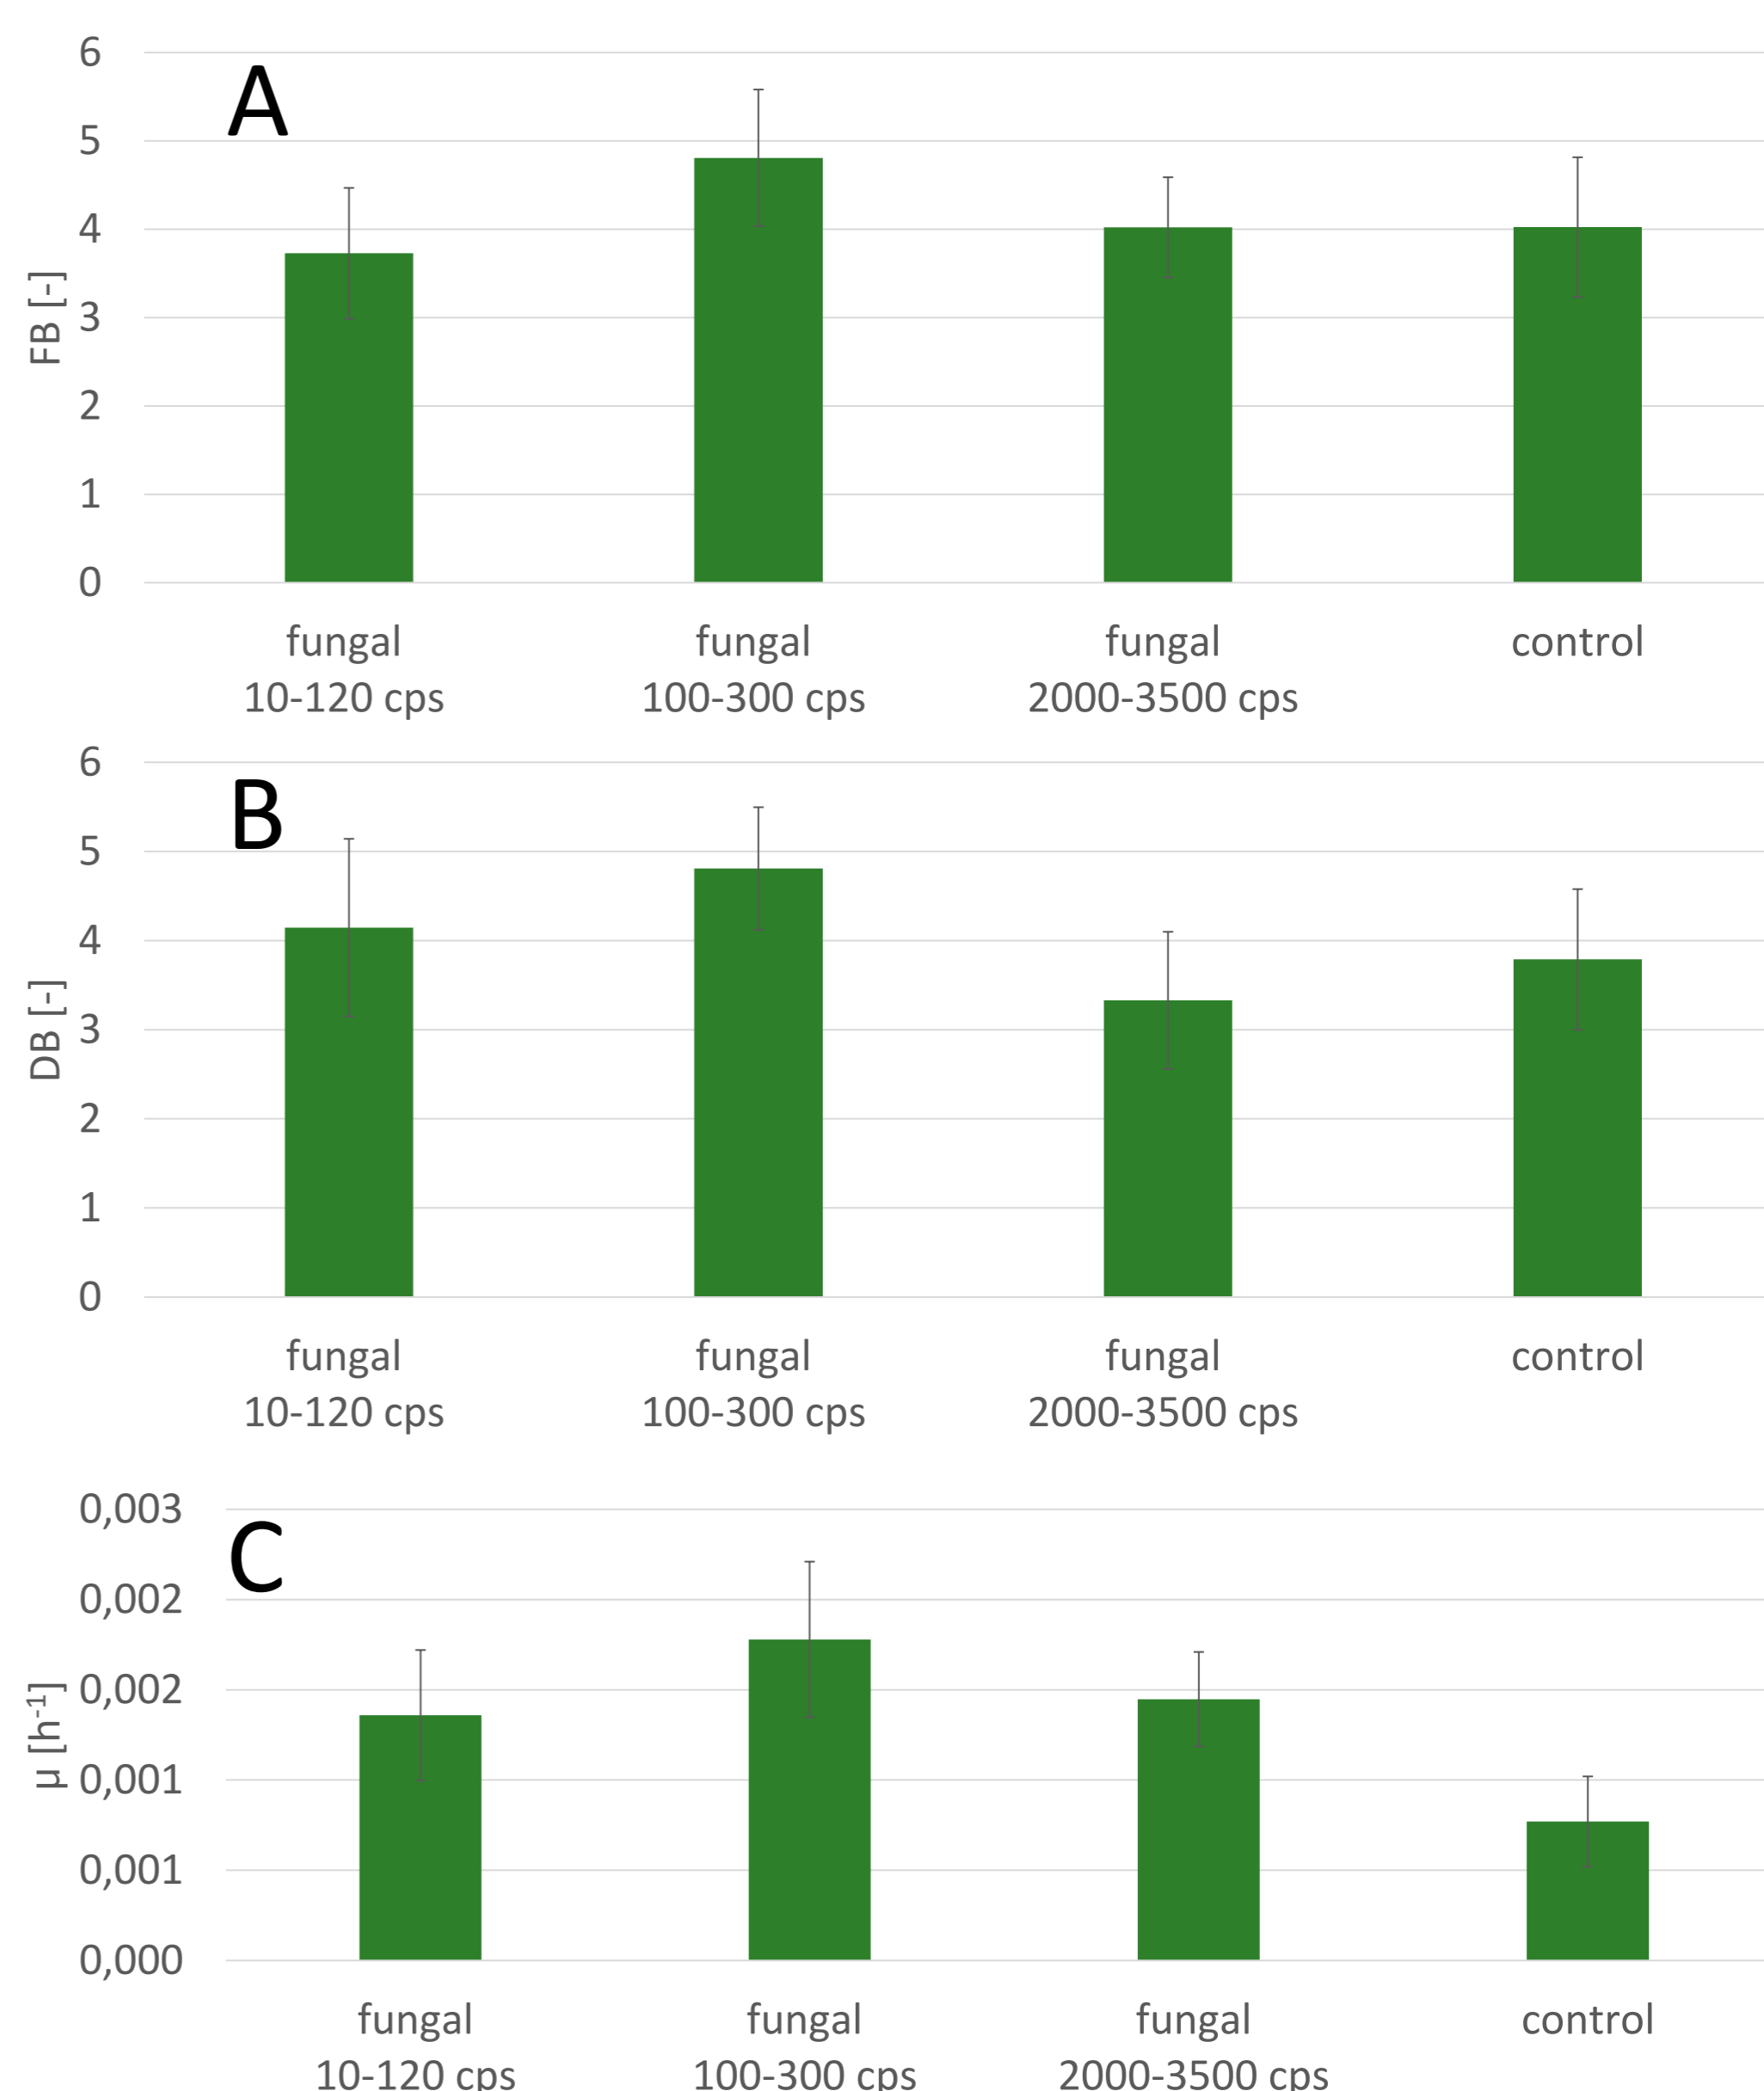 A
6
5
4
3
2
1
0
FB [-]
fungal
10-120 cps
fungal
100-300 cps
fungal
2000-3500 cps
control
B
6
5
4
3
2
1
0
DB [-]
fungal
10-120 cps
fungal
100-300 cps
fungal
2000-3500 cps
control
C
0,003
0,002
0,002
0,001
0,001
0,000
µ [h⁻¹]
fungal
10-120 cps
fungal
100-300 cps
fungal
2000-3500 cps
control